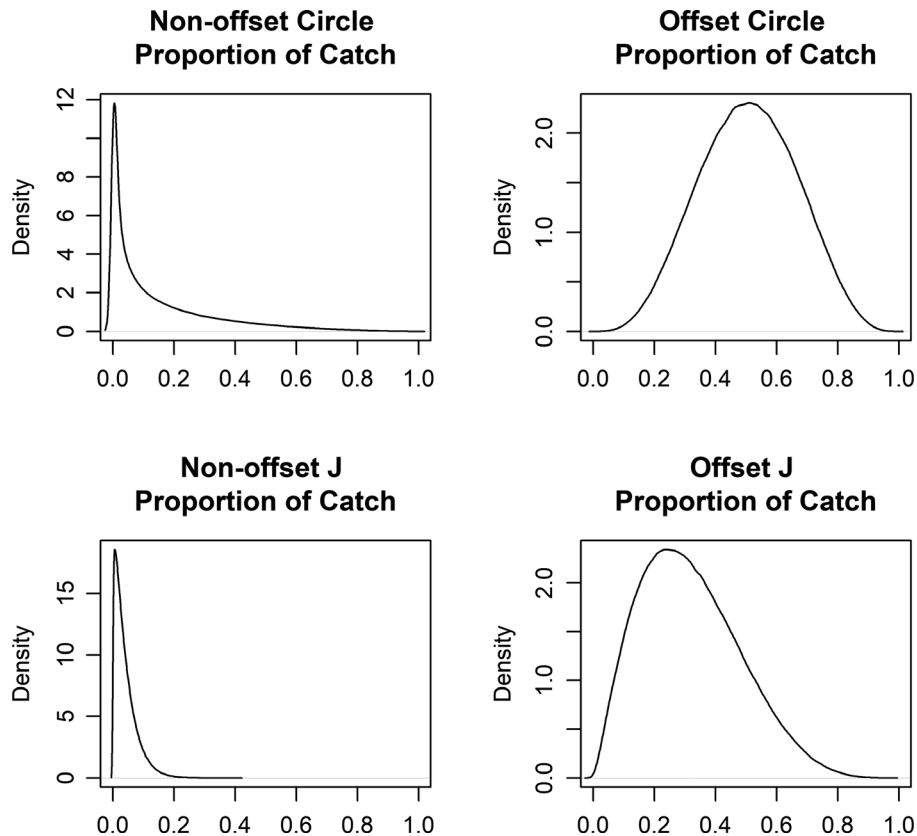 Non-offset Circle
Proportion of Catch
Density
12
8
6
4
2
0
0.0 0.2 0.4 0.6 0.8 1.0
Offset Circle
Proportion of Catch
Density
2.0
1.0
0.0
0.0 0.2 0.4 0.6 0.8 1.0
Non-offset J
Proportion of Catch
Density
15
10
5
0
0.0 0.2 0.4 0.6 0.8 1.0
Offset J
Proportion of Catch
Density
2.0
1.0
0.0
0.0 0.2 0.4 0.6 0.8 1.0